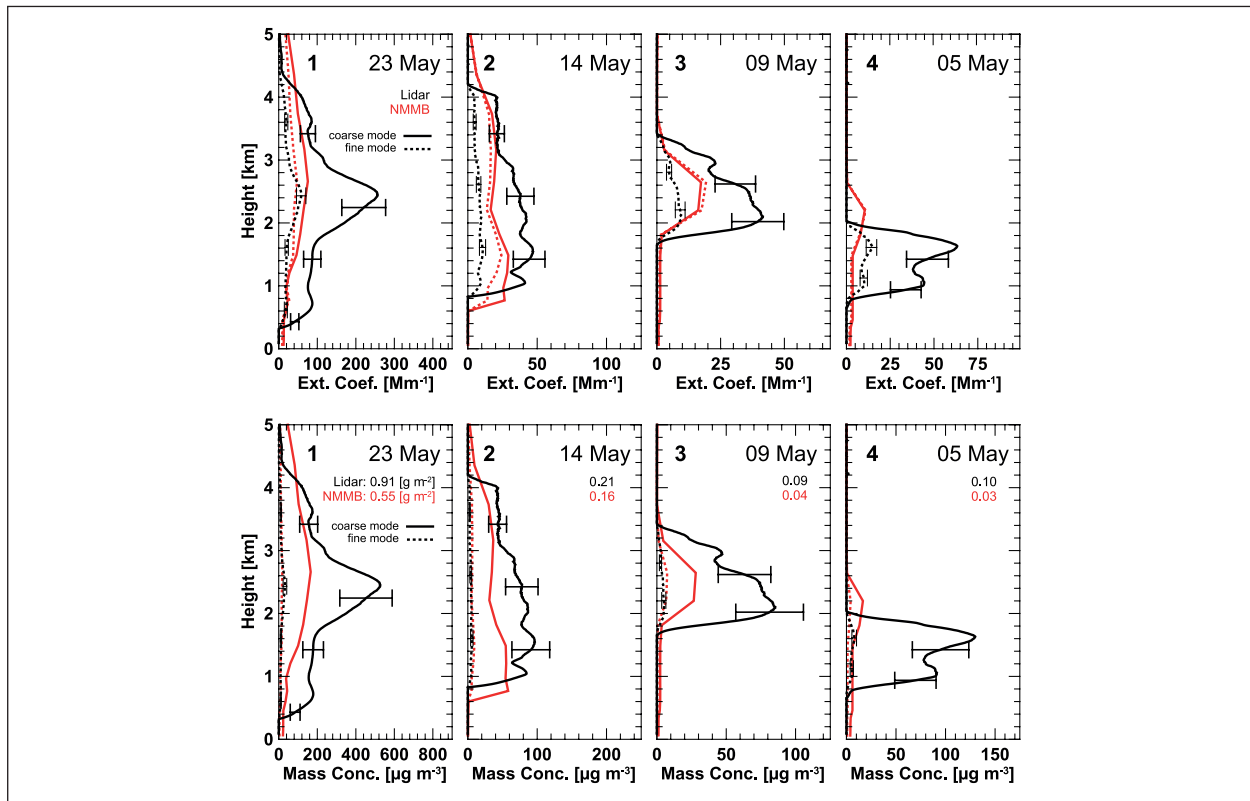 1 23 May
Lidar
NMMB
coarse mode
fine mode
2 14 May
3 09 May
4 05 May
Height [km]
5
4
3
2
1
0
0 100 200 300 400
0 50 100
0 25 50
0 25 50 75
Ext. Coef. [Mm⁻¹]
Ext. Coef. [Mm⁻¹]
Ext. Coef. [Mm⁻¹]
Ext. Coef. [Mm⁻¹]
1 23 May
Lidar: 0.91 [g m⁻²]
NMMB: 0.55 [g m⁻²]
coarse mode
fine mode
2 14 May
0.21
0.16
3 09 May
0.09
0.04
4 05 May
0.10
0.03
Height [km]
5
4
3
2
1
0
0 200 400 600 800
0 100 200
0 25 50 75 100
0 50 100 150
Mass Conc. [µg m⁻³]
Mass Conc. [µg m⁻³]
Mass Conc. [µg m⁻³]
Mass Conc. [µg m⁻³]